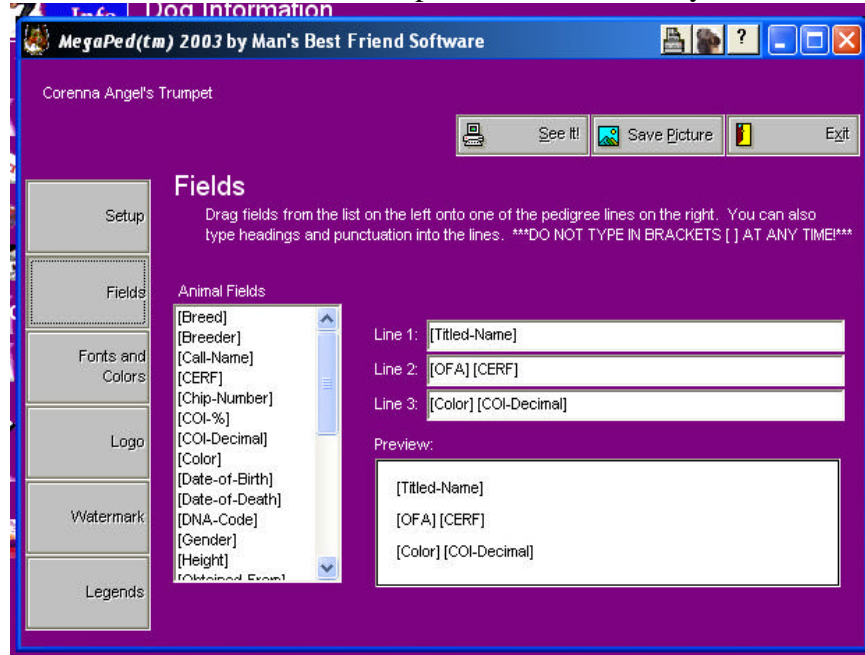 Info Dog Information
MegaPed(tm) 2003 by Man's Best Friend Software ?
Corenna Angel's Trumpet
See It! Save Picture Exit
Fields
Drag fields from the list on the left onto one of the pedigree lines on the right. You can also
type headings and punctuation into the lines. ***DO NOT TYPE IN BRACKETS [ ] AT ANY TIME!***
Setup
Fields
Fonts and
Colors
Logo
Watermark
Legends
Animal Fields
[Breed]
[Breeder]
[Call-Name]
[CERF]
[Chip-Number]
[COI-%]
[COI-Decimal]
[Color]
[Date-of-Birth]
[Date-of-Death]
[DNA-Code]
[Gender]
[Height]
[Obtained-From]
Line 1: [Titled-Name]
Line 2: [OFA] [CERF]
Line 3: [Color] [COI-Decimal]
Preview:
[Titled-Name]
[OFA] [CERF]
[Color] [COI-Decimal]